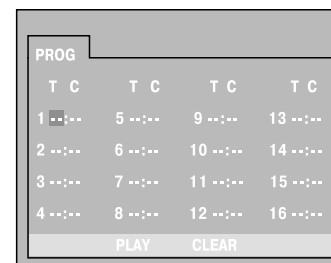 PROG
T C T C T C T C
1 --:-- 5 --:-- 9 --:-- 13 --:--
2 --:-- 6 --:-- 10 --:-- 14 --:--
3 --:-- 7 --:-- 11 --:-- 15 --:--
4 --:-- 8 --:-- 12 --:-- 16 --:--
PLAY CLEAR